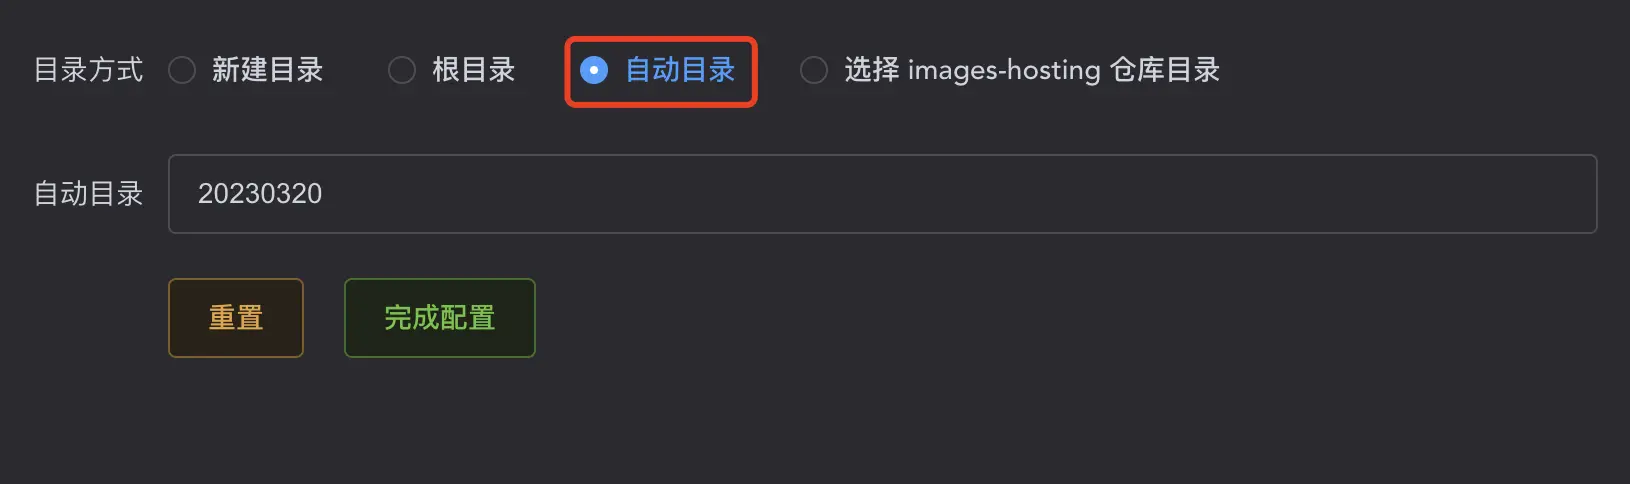 目录方式 新建目录 根目录 自动目录 选择 images-hosting 仓库目录
自动目录 20230320
重置 完成配置